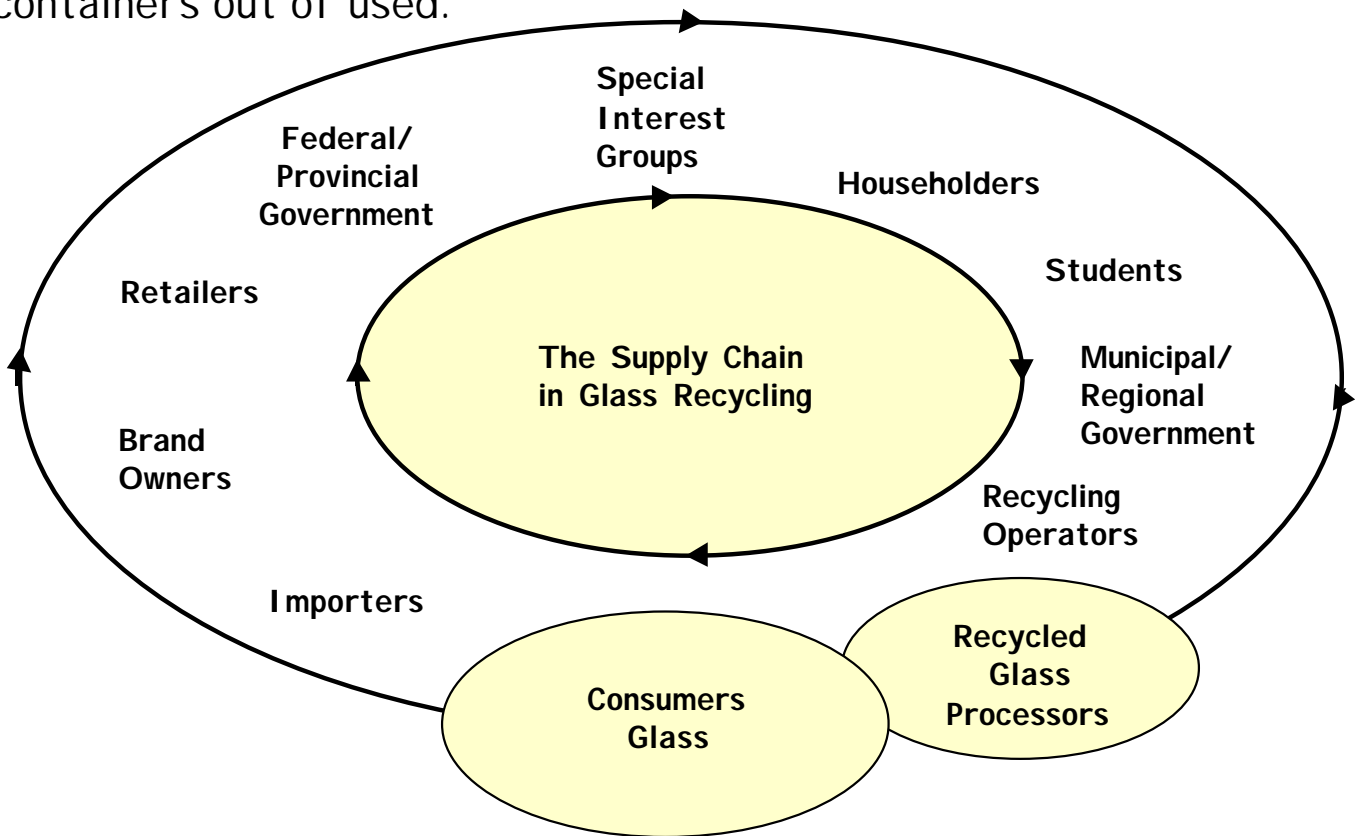 containers out of used.
Special
Interest
Groups
Federal/
Provincial
Government
Householders
Students
Retailers
The Supply Chain
in Glass Recycling
Municipal/
Regional
Government
Brand
Owners
Recycling
Operators
Importers
Recycled
Glass
Processors
Consumers
Glass